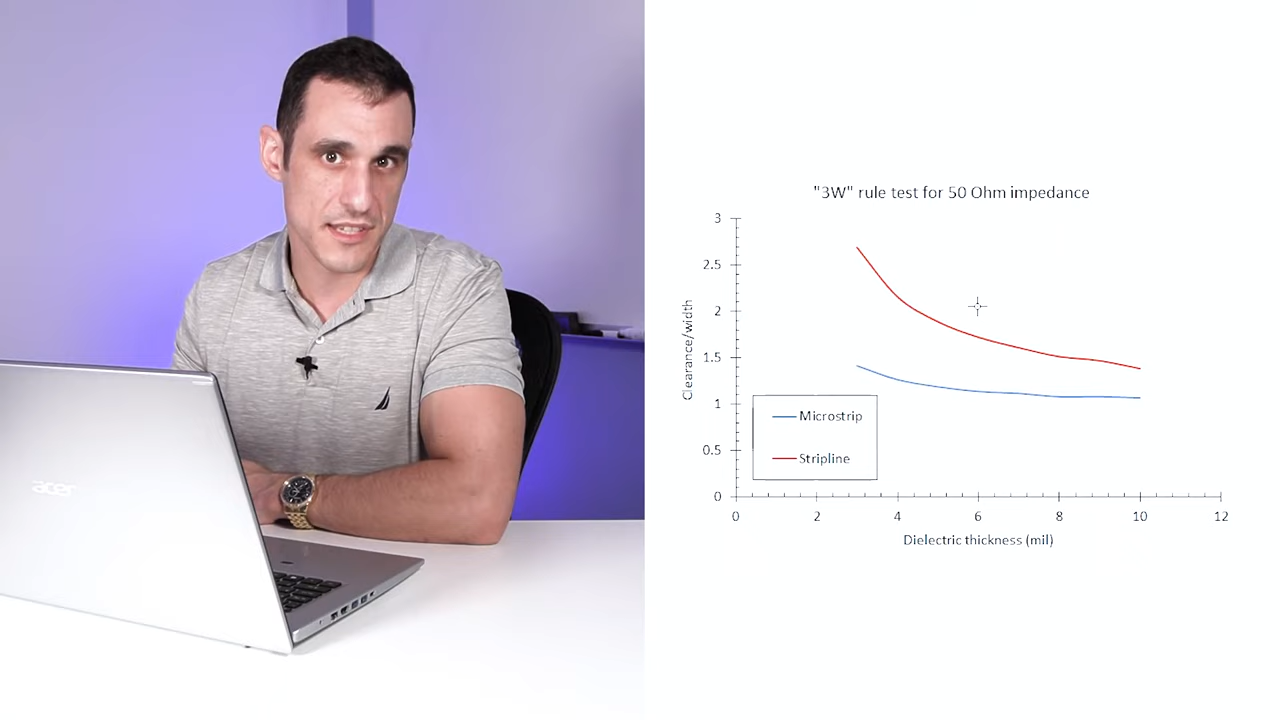 acer
"3W" rule test for 50 Ohm impedance
3
2.5
2
1.5
1
0.5
0
Clearance/width
Microstrip
Stripline
0 2 4 6 8 10 12
Dielectric thickness (mil)